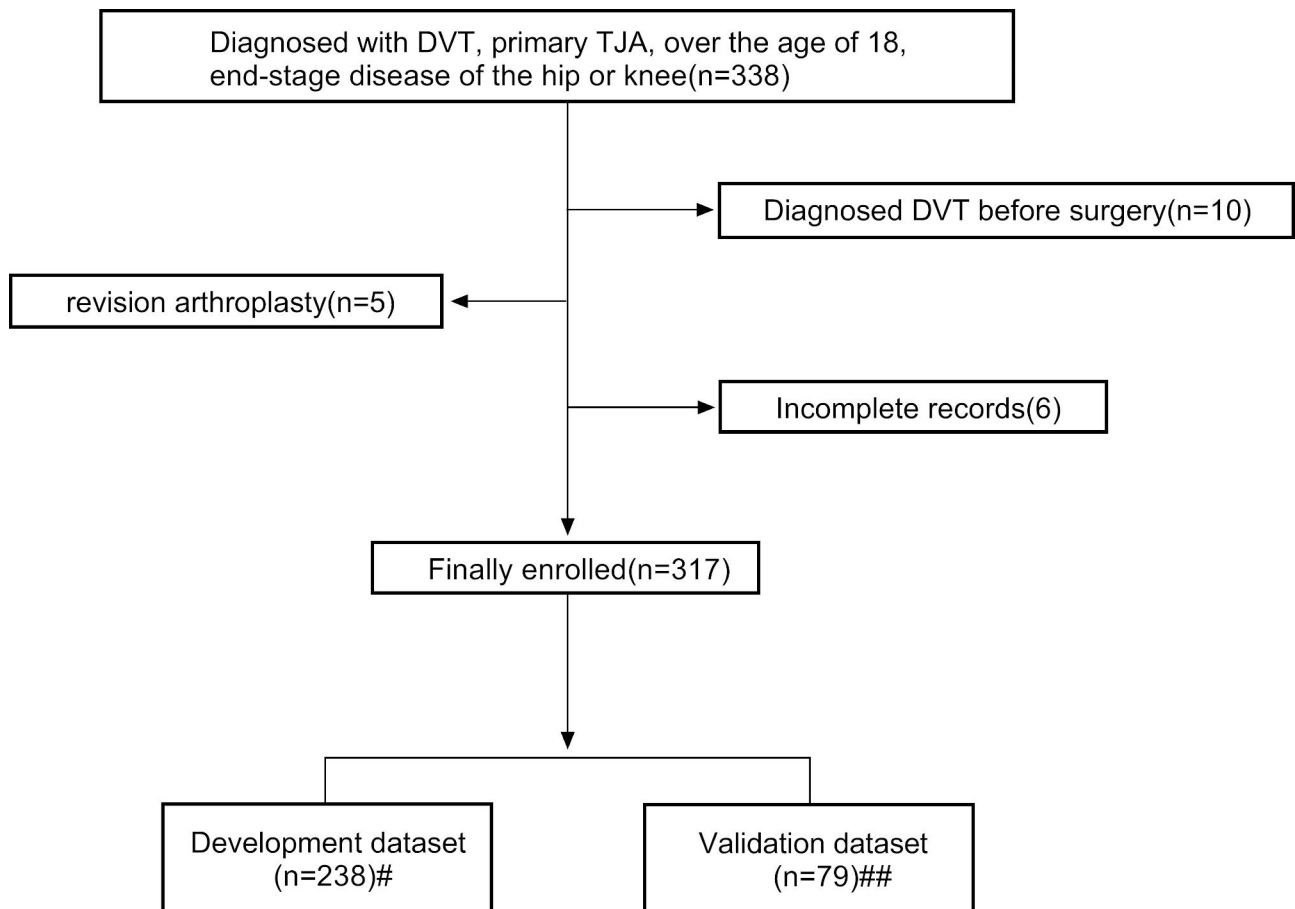 Diagnosed with DVT, primary TJA, over the age of 18,
end-stage disease of the hip or knee(n=338)
Diagnosed DVT before surgery(n=10)
revision arthroplasty(n=5)
Incomplete records(6)
Finally enrolled(n=317)
Development dataset
(n=238)#
Validation dataset
(n=79)##